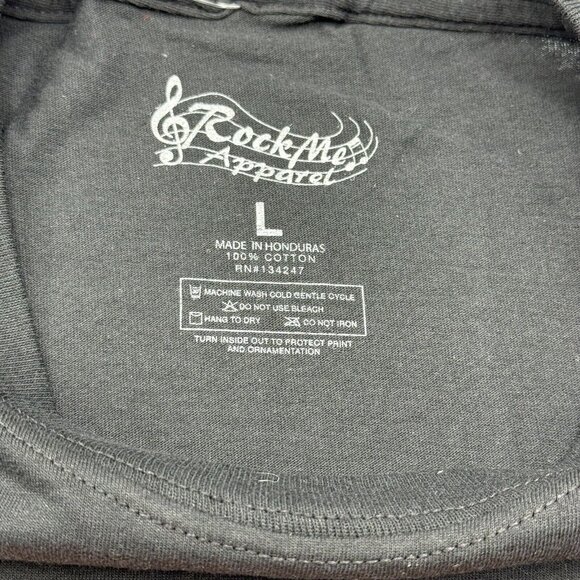 RockMe
Apparel
L
MADE IN HONDURAS
100% COTTON
RN#134247
MACHINE WASH COLD GENTLE CYCLE
DO NOT USE BLEACH
HANG TO DRY DO NOT IRON
TURN INSIDE OUT TO PROTECT PRINT
AND ORNAMENTATION